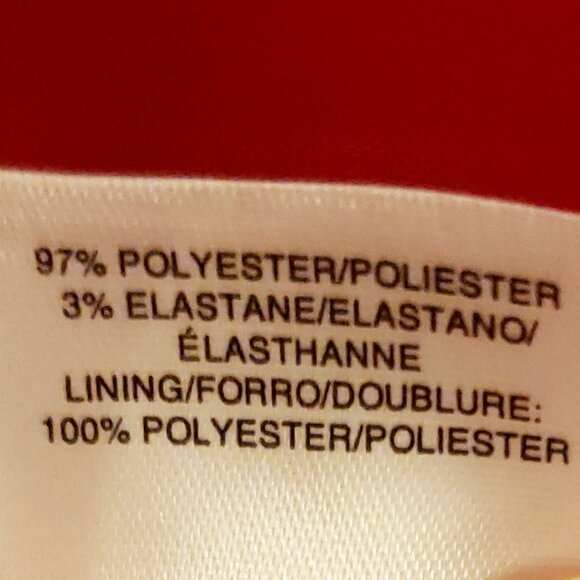 97% POLYESTER/POLIESTER
3% ELASTANE/ELASTANO/
ÉLASTHANNE
LINING/FORRO/DOUBLURE:
100% POLYESTER/POLIESTER